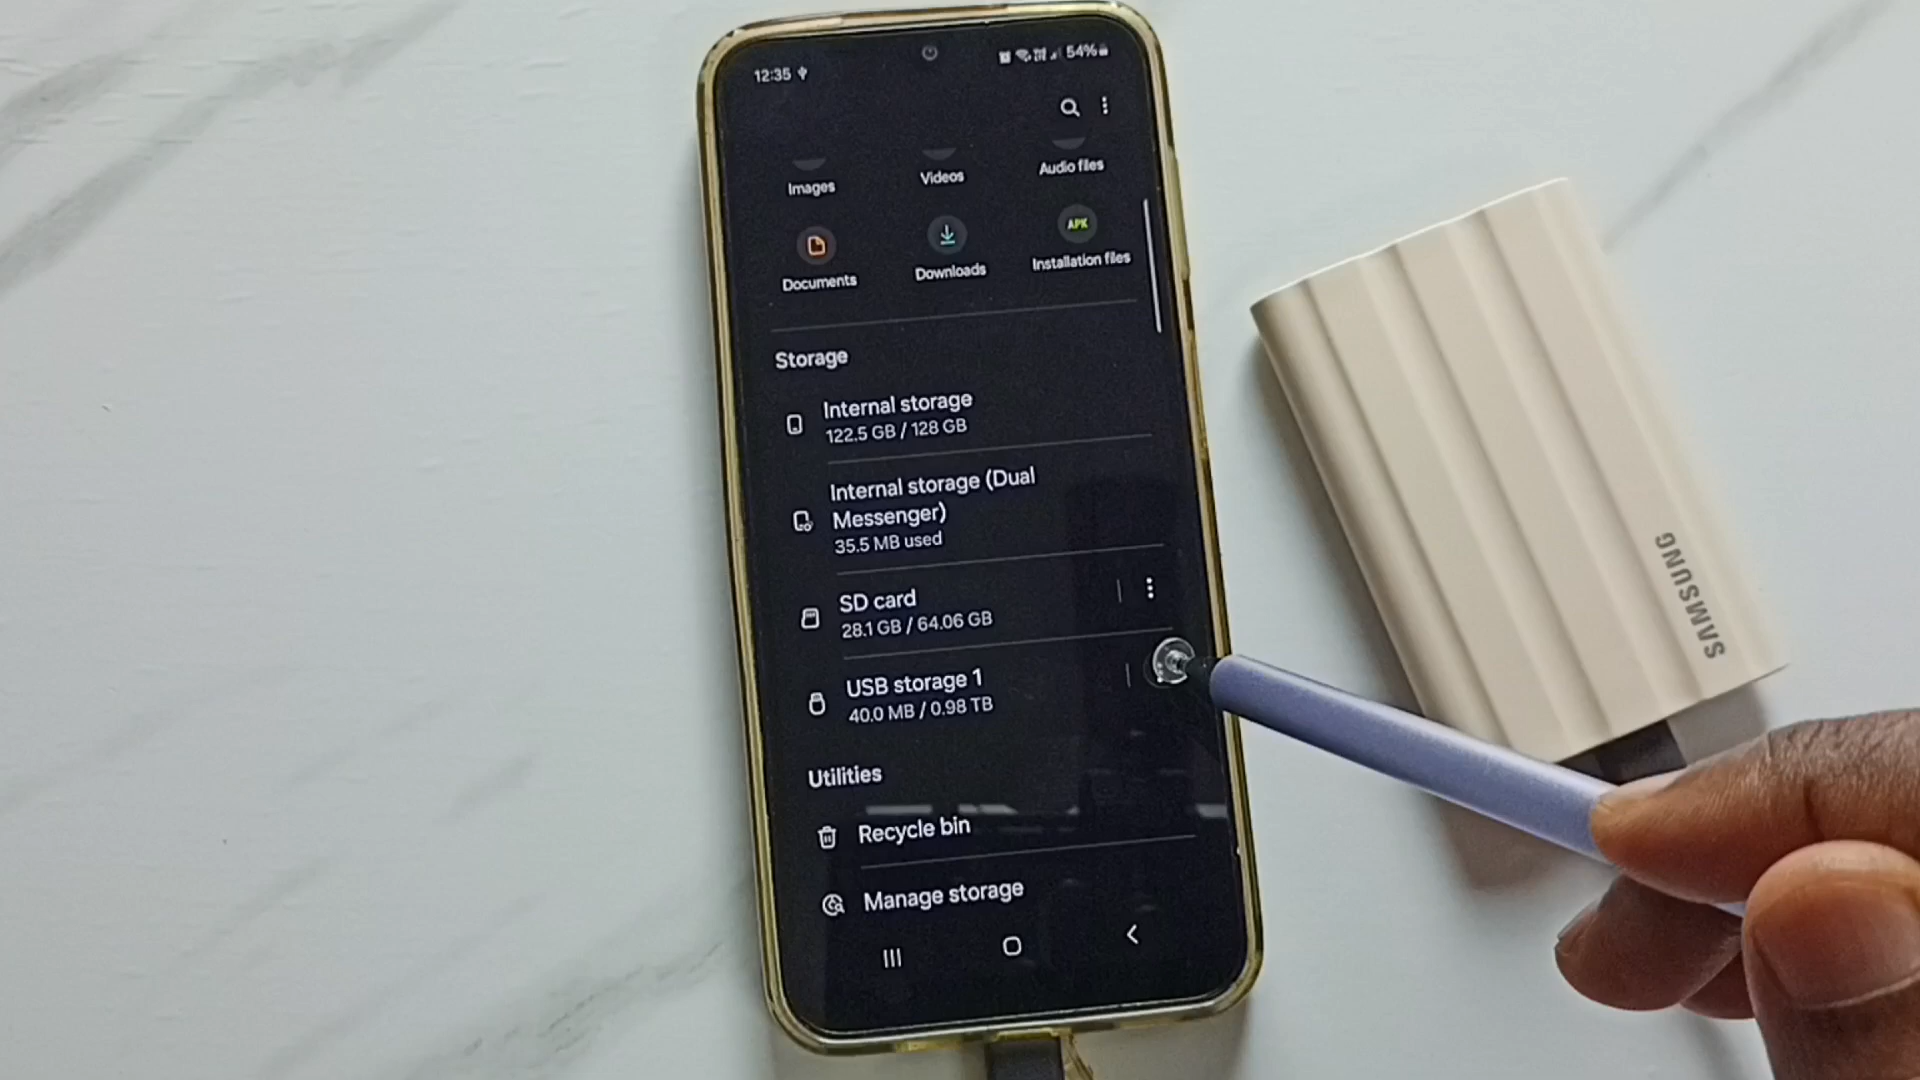 12:35
54%
Images
Videos
Audio files
Documents
Downloads
APK
Installation files
Storage
Internal storage
122.5 GB / 128 GB
Internal storage (Dual
Messenger)
35.5 MB used
SD card
28.1 GB / 64.06 GB
USB storage 1
40.0 MB / 0.98 TB
Utilities
Recycle bin
Manage storage
SAMSUNG